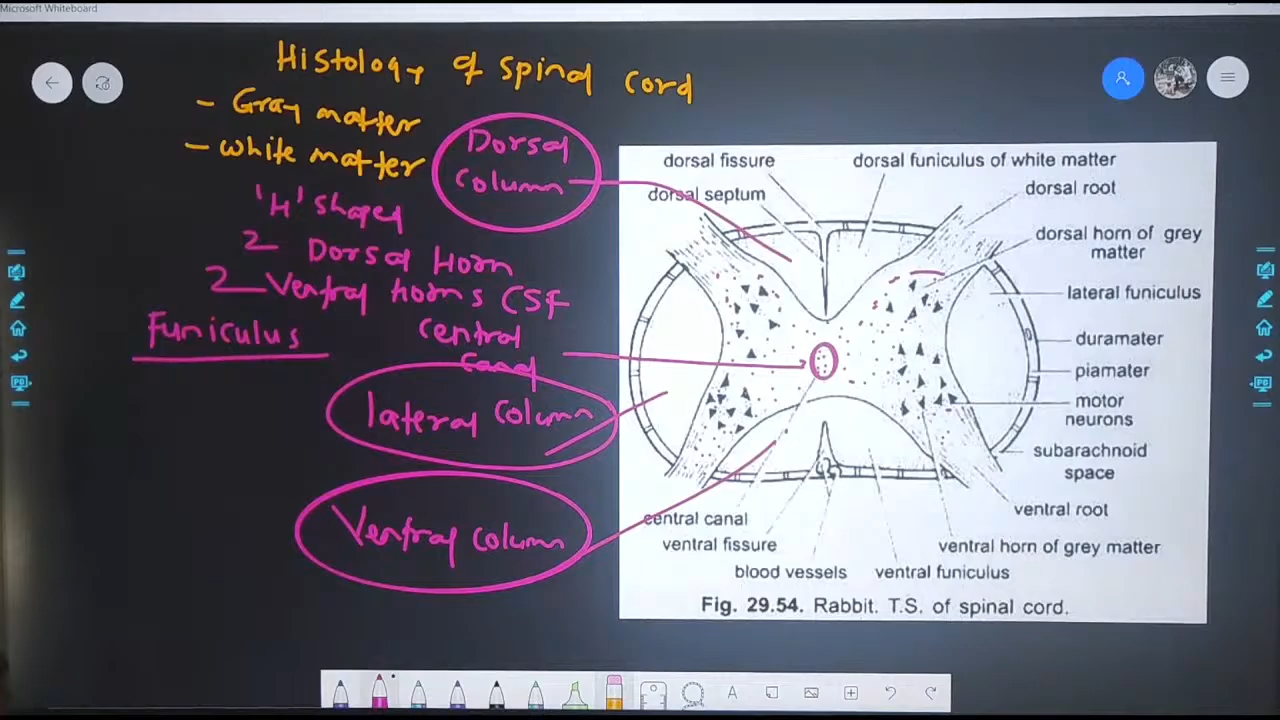 Microsoft Whiteboard
Histology of spinal cord
- Gray matter
- White matter
'H' shaped
2 Dorsal Horn
2 Ventral horns CSF
Funiculus
Dorsal
Column
Central
Canal
lateral column
Ventral column
dorsal fissure
dorsal funiculus of white matter
dorsal septum
dorsal root
dorsal horn of grey
matter
lateral funiculus
duramater
piamater
motor
neurons
subarachnoid
space
central canal
ventral root
ventral fissure
ventral horn of grey matter
blood vessels
ventral funiculus
Fig. 29.54. Rabbit. T.S. of spinal cord.